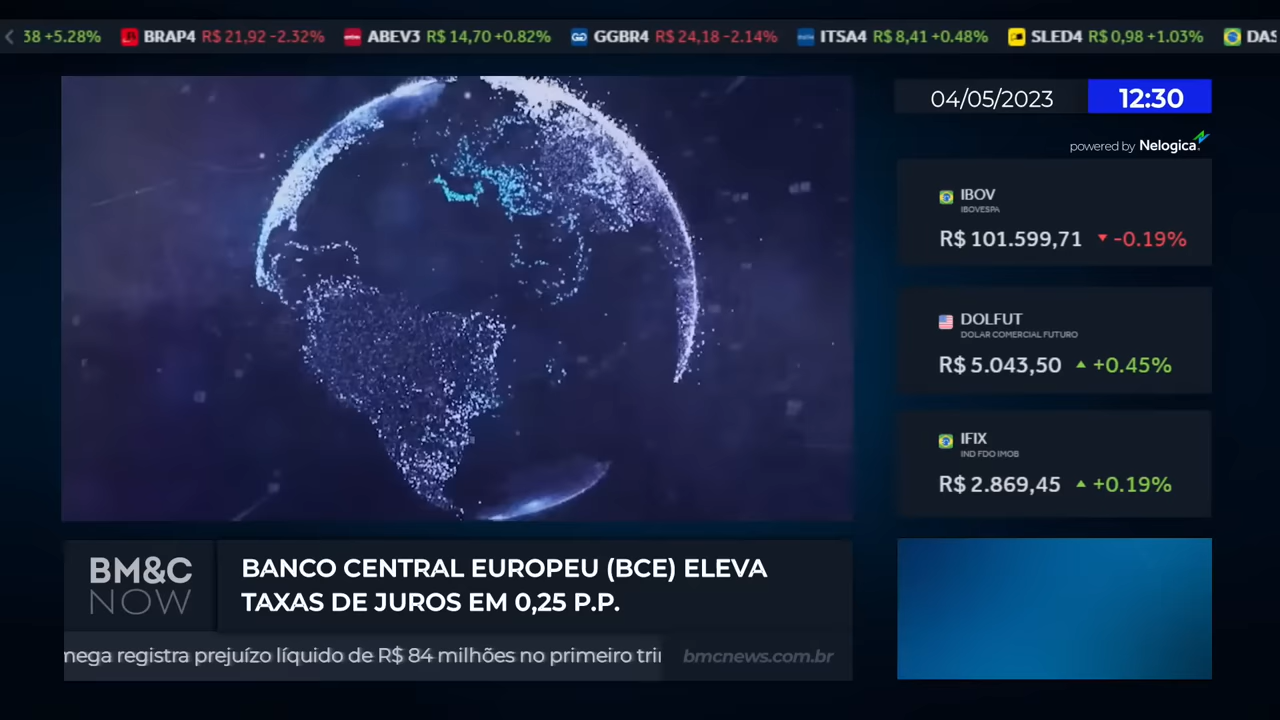 38 +5.28% BRAP4 R$ 21,92 -2.32% ABEV3 R$ 14,70 +0.82% GGBR4 R$ 24,18 -2.14% ITSA4 R$ 8,41 +0.48% SLED4 R$ 0,98 +1.03% DAS
04/05/2023 12:30
powered by Nelogica
IBOV
IBOVESPA
R$ 101.599,71 -0.19%
DOLFUT
DOLAR COMERCIAL FUTURO
R$ 5.043,50 +0.45%
IFIX
IND FDO IMOB
R$ 2.869,45 +0.19%
BM&C
NOW
BANCO CENTRAL EUROPEU (BCE) ELEVA
TAXAS DE JUROS EM 0,25 P.P.
mega registra prejuízo líquido de R$ 84 milhões no primeiro tri
bmcnews.com.br